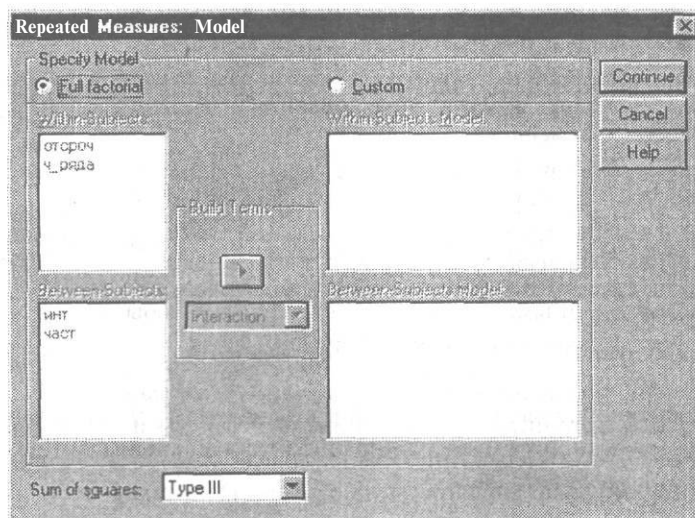 Repeated Measures: Model
Specify Model
Full factorial
Custom
Continue
Cancel
Help
Within-Subjects
отсроч
ч_ряда
Within-Subjects Model:
Build Terms
Interaction
Between-Subjects
инт
част
Between-Subjects Model:
Sum of squares:
Type III